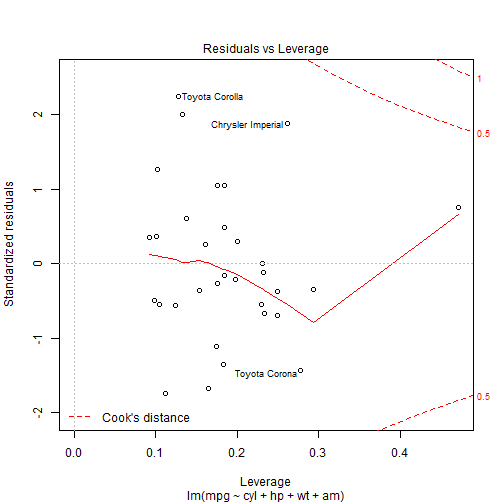 Residuals vs Leverage
1
2
Toyota Corolla
Chrysler Imperial
0.5
1
0
Standardized residuals
-1
Toyota Corona
0.5
-2
Cook's distance
0.0 0.1 0.2 0.3 0.4
Leverage
lm(mpg ~ cyl + hp + wt + am)